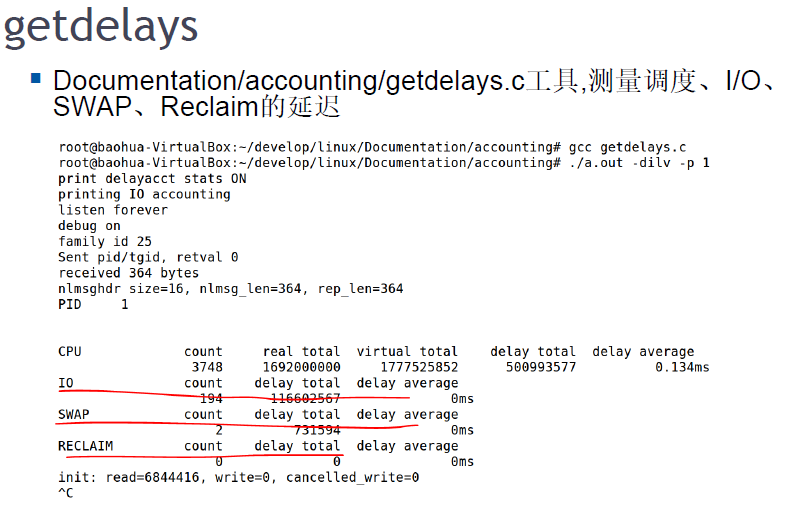 getdelays
Documentation/accounting/getdelays.c工具,测量调度、I/O、
SWAP、Reclaim的延迟
root@baohua-VirtualBox:~/develop/linux/Documentation/accounting# gcc getdelays.c
root@baohua-VirtualBox:~/develop/linux/Documentation/accounting# ./a.out -dilv -p 1
print delayacct stats ON
printing IO accounting
listen forever
debug on
family id 25
Sent pid/tgid, retval 0
received 364 bytes
nlmsghdr size=16, nlmsg_len=364, rep_len=364
PID 1
CPU count real total virtual total delay total delay average
3748 1692000000 1777525852 500993577 0.134ms
IO count delay total delay average
194 116602567 0ms
SWAP count delay total delay average
2 731594 0ms
RECLAIM count delay total delay average
0 0 0ms
init: read=6844416, write=0, cancelled_write=0
^C